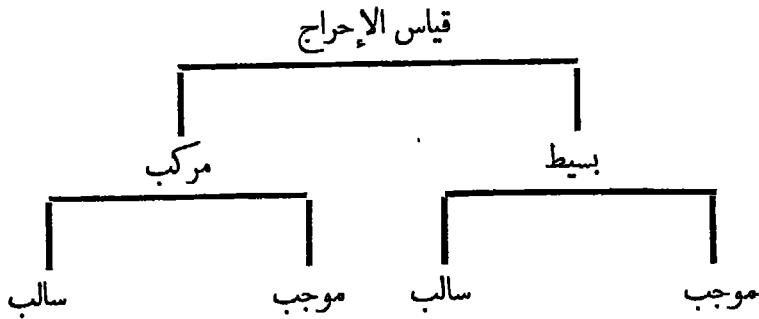 قياس الإحراج
بسيط مركب
موجب سالب موجب سالب